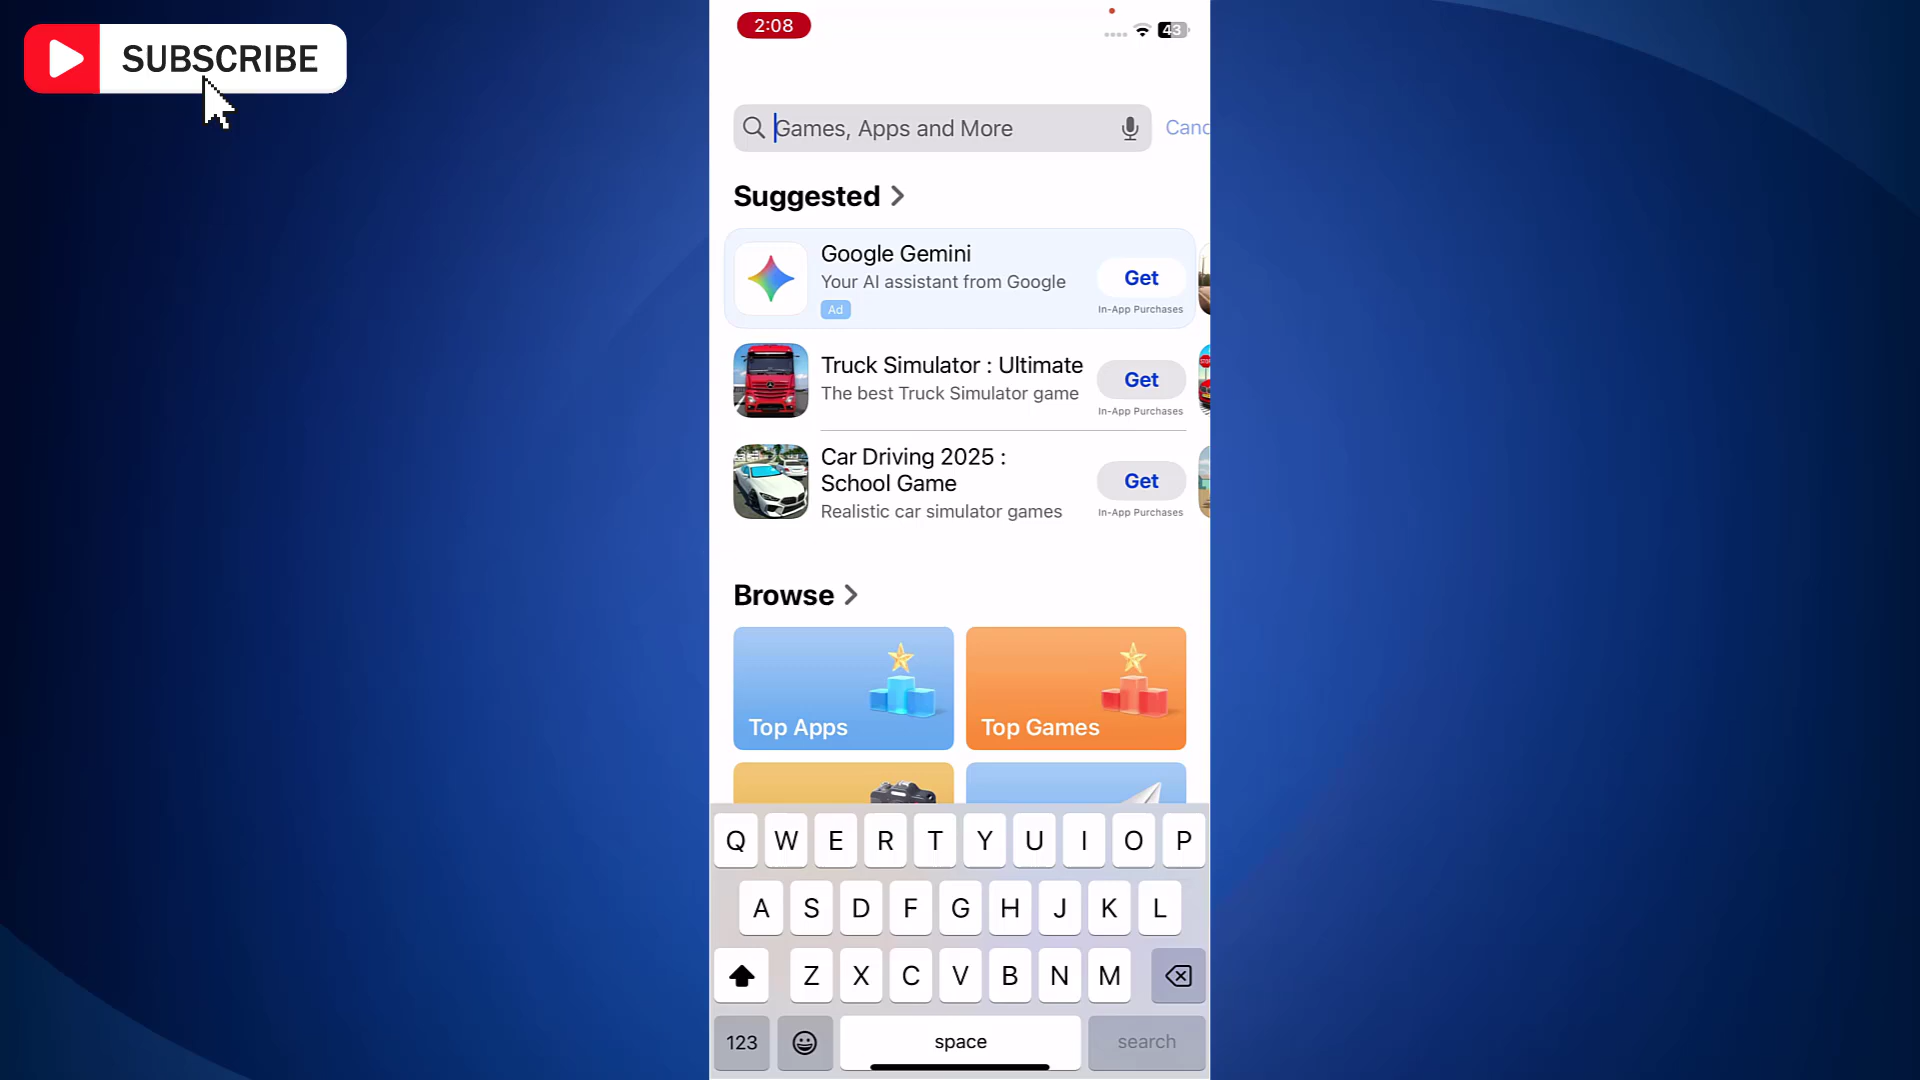 SUBSCRIBE
2:08
43
Games, Apps and More
Canc
Suggested
Google Gemini
Your AI assistant from Google
Ad
Get
In-App Purchases
Truck Simulator : Ultimate
The best Truck Simulator game
Get
In-App Purchases
Car Driving 2025 :
School Game
Realistic car simulator games
Get
In-App Purchases
Browse
Top Apps
Top Games
Q W E R T Y U I O P
A S D F G H J K L
Z X C V B N M
123
space
search